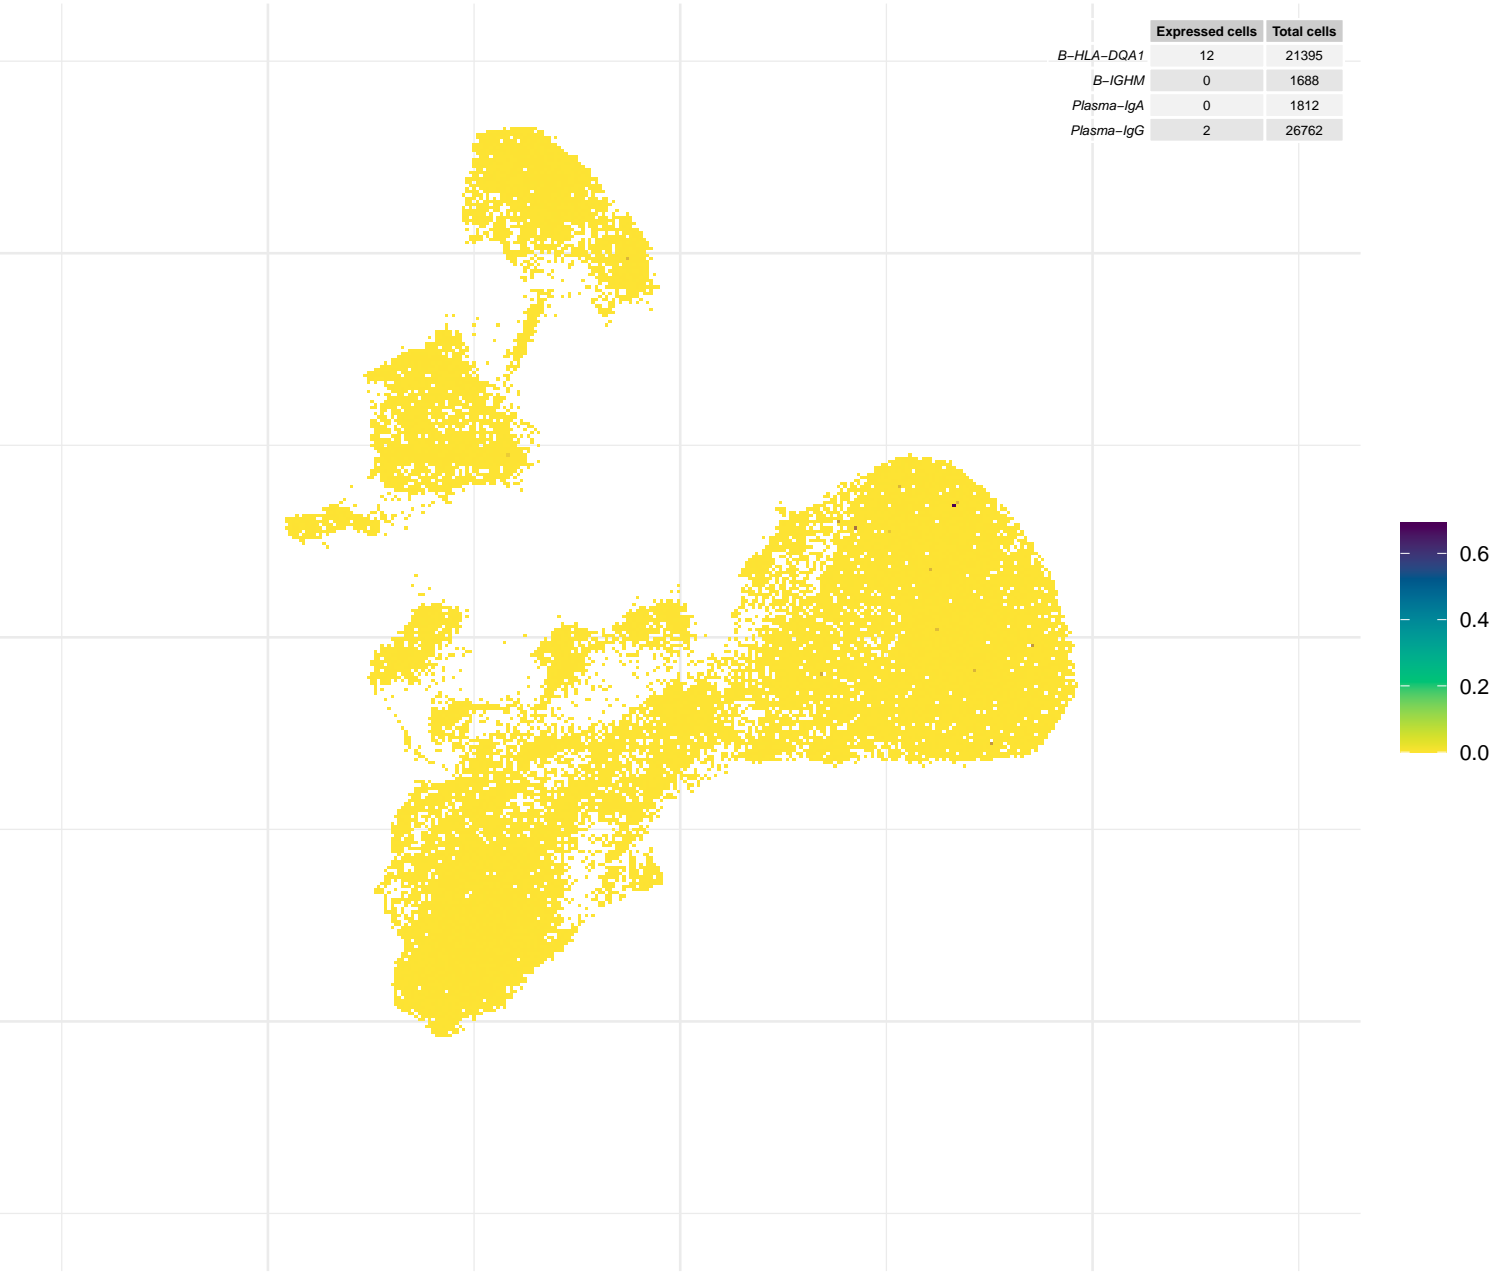 Expressed cells Total cells
B−HLA−DQA1 12 21395
B−IGHM 0 1688
Plasma−IgA 0 1812
Plasma−IgG 2 26762
0.6
0.4
0.2
0.0